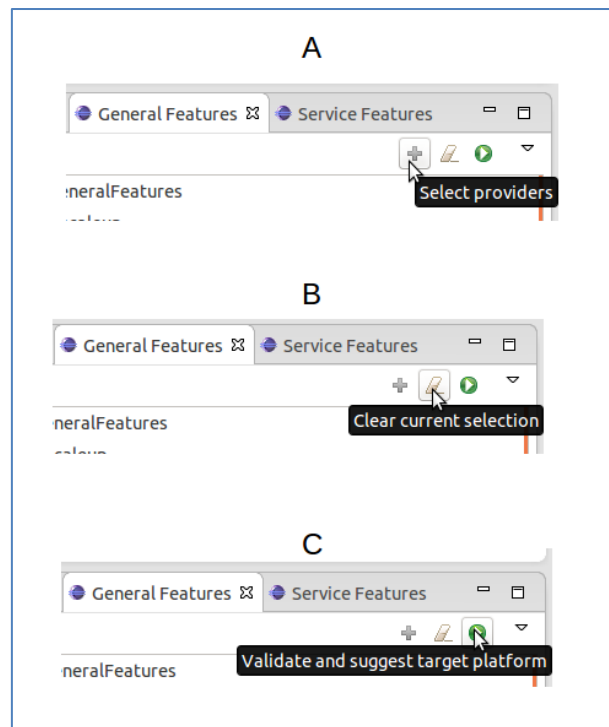 A
General Features Service Features
Select providers
eneralFeatures
B
General Features Service Features
Clear current selection
neralFeatures
C
General Features Service Features
Validate and suggest target platform
neralFeatures